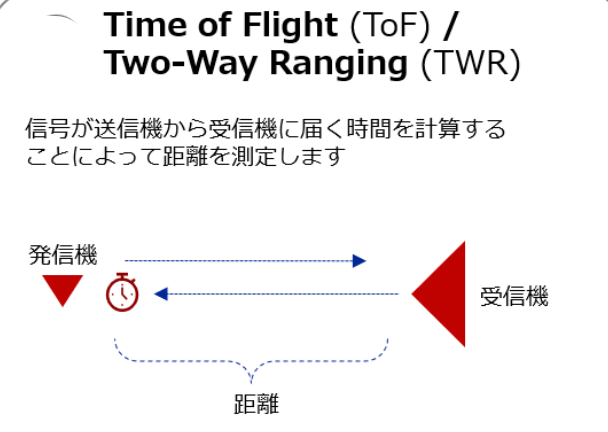 Time of Flight (ToF) /
Two-Way Ranging (TWR)
信号が送信機から受信機に届く時間を計算する
ことによって距離を測定します
発信機
受信機
距離